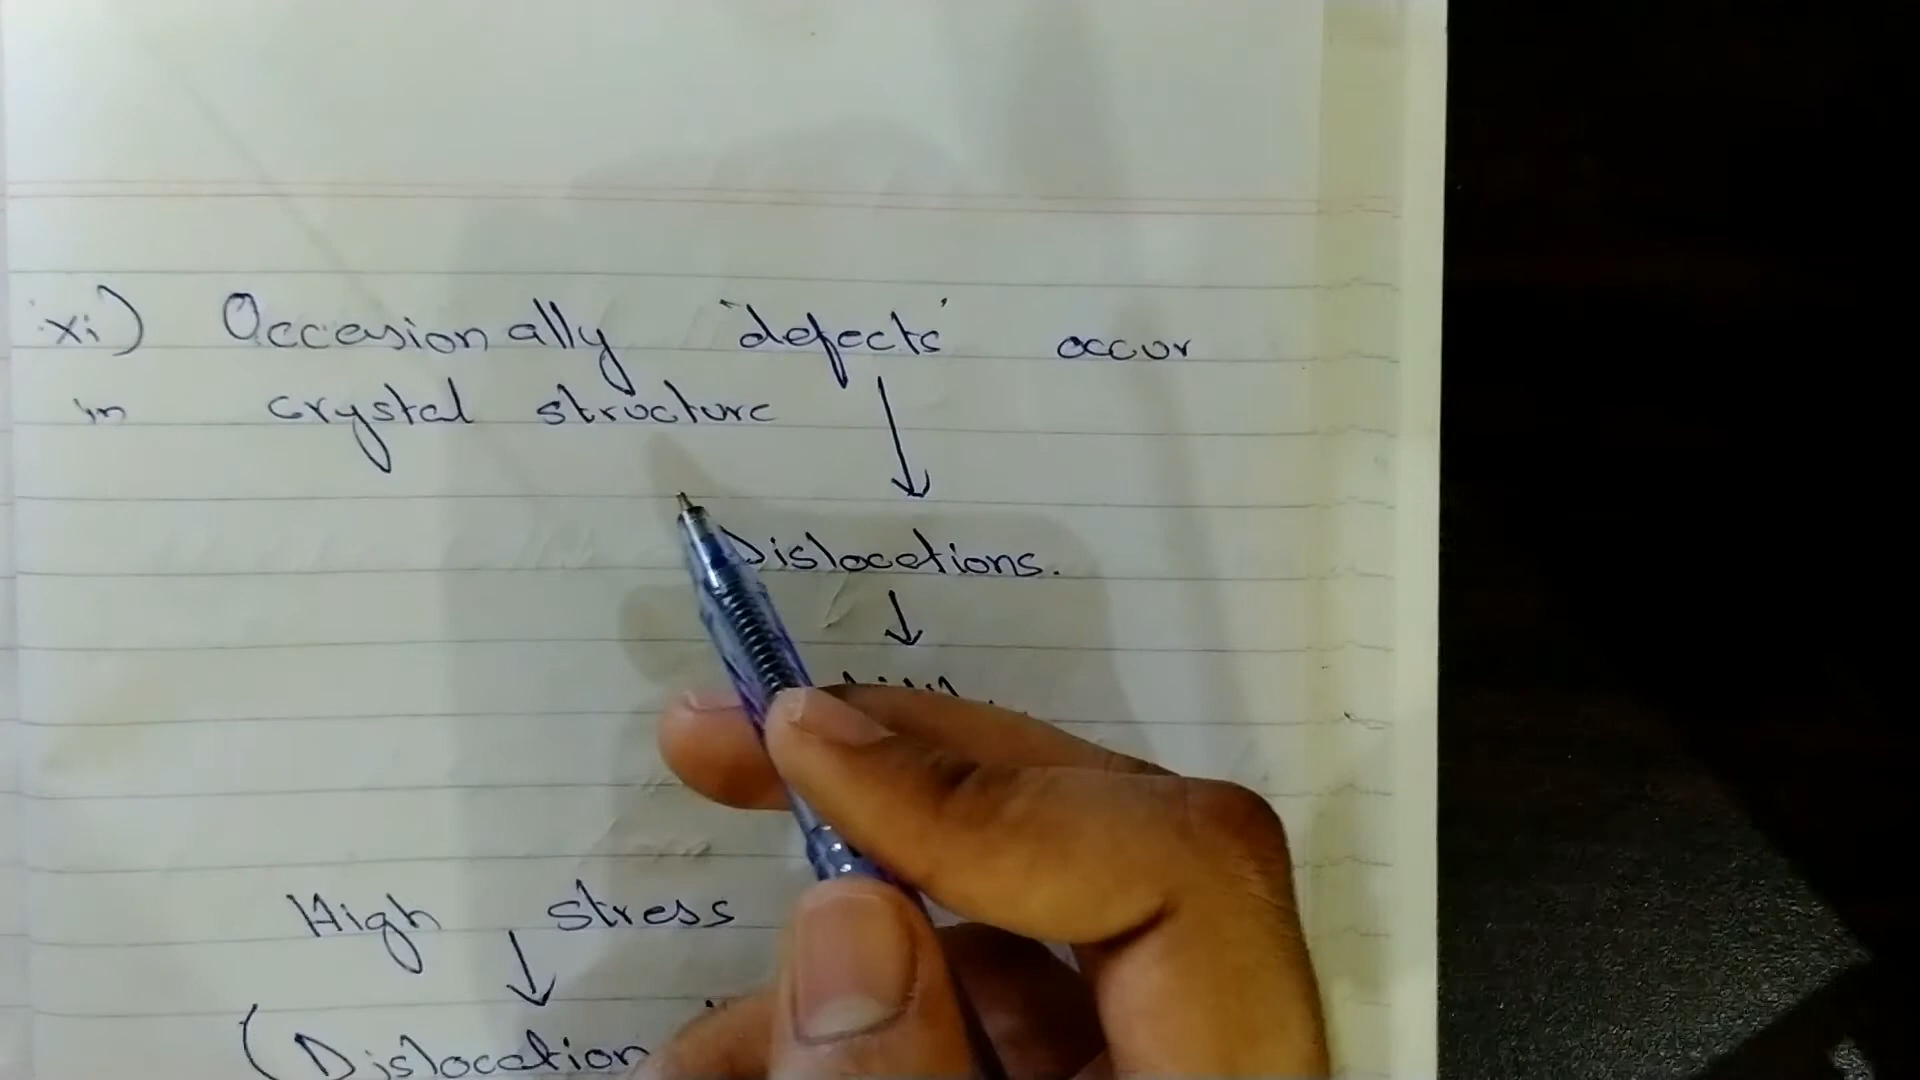 xi) Occasionally 'defects' occur
in crystal structure
↓
Dislocations.
↓
High stress
↓
(Dislocation